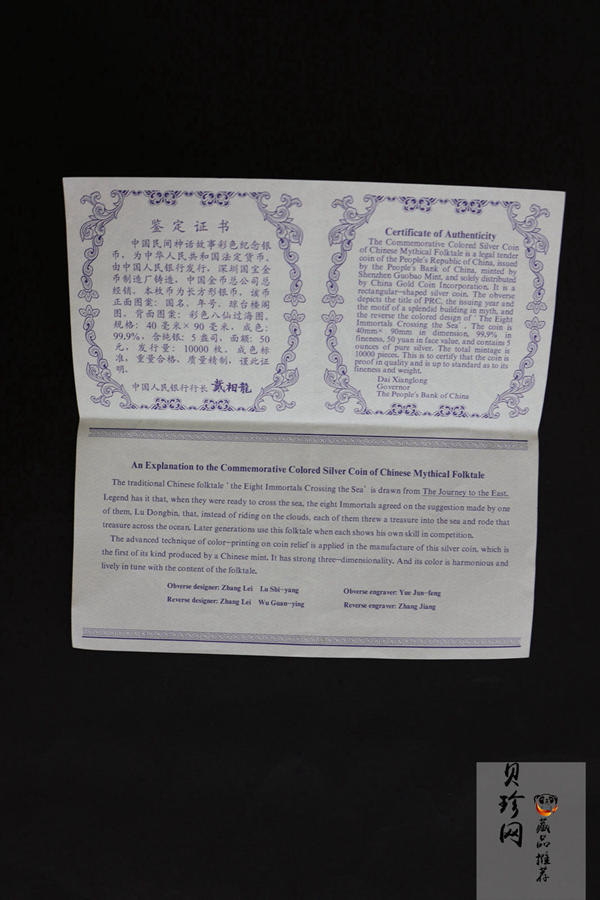 鉴定证书
中国民间神话故事彩色纪念银
币，为中华人民共和国法定货币。
由中国人民银行发行，深圳国宝金
币制造厂铸造，中国金币总公司总
经销。本枚币为长方形银币，该币
正面图案：国名、年号、琼台楼阁
图。背面图案：彩色八仙过海图。
规格：40 毫米×90 毫米，成色：
99.9%，含纯银：5 盎司，面额：50
元，发行量：10000 枚。成色标
准，重量合格，质量精制，谨此证
明。
中国人民银行行长 戴相龍
Certificate of Authenticity
The Commemorative Colored Silver Coin
of Chinese Mythical Folktale is a legal tender
coin of the People's Republic of China, issued
by the People's Bank of China, minted by
Shenzhen Guobao Mint, and solely distributed
by China Gold Coin Incorporation. It is a
rectangular-shaped silver coin. The obverse
depicts the title of PRC, the issuing year and
the motif of a splendid building in myth, and
the reverse the colored design of 'The Eight
Immortals Crossing the Sea'. The coin is
40mm× 90mm in dimension, 99.9% in
fineness, 50 yuan in face value, and contains 5
ounces of pure silver. The total mintage is
10000 pieces. This is to certify that the coin is
proof in quality and is up to standard as to its
fineness and weight.
Dai Xianglong
Governor
The People's Bank of China
An Explanation to the Commemorative Colored Silver Coin of Chinese Mythical Folktale
The traditional Chinese folktale 'the Eight Immortals Crossing the Sea' is drawn from The Journey to the East.
Legend has it that, when they were ready to cross the sea, the eight Immortals agreed on the suggestion made by one
of them, Lu Dongbin, that, instead of riding on the clouds, each of them threw a treasure into the sea and rode that
treasure across the ocean. Later generations use this folktale when each shows his own skill in competition.
The advanced technique of color-printing on coin relief is applied in the manufacture of this silver coin, which is
the first of its kind produced by a Chinese mint. It has strong three-dimensionality. And its color is harmonious and
lively in tune with the content of the folktale.
Obverse designer: Zhang Lei Lu Shi-yang
Obverse engraver: Yue Jun-feng
Reverse designer: Zhang Lei Wu Guan-ying
Reverse engraver: Zhang Jiang
贝珍网
藏品推荐